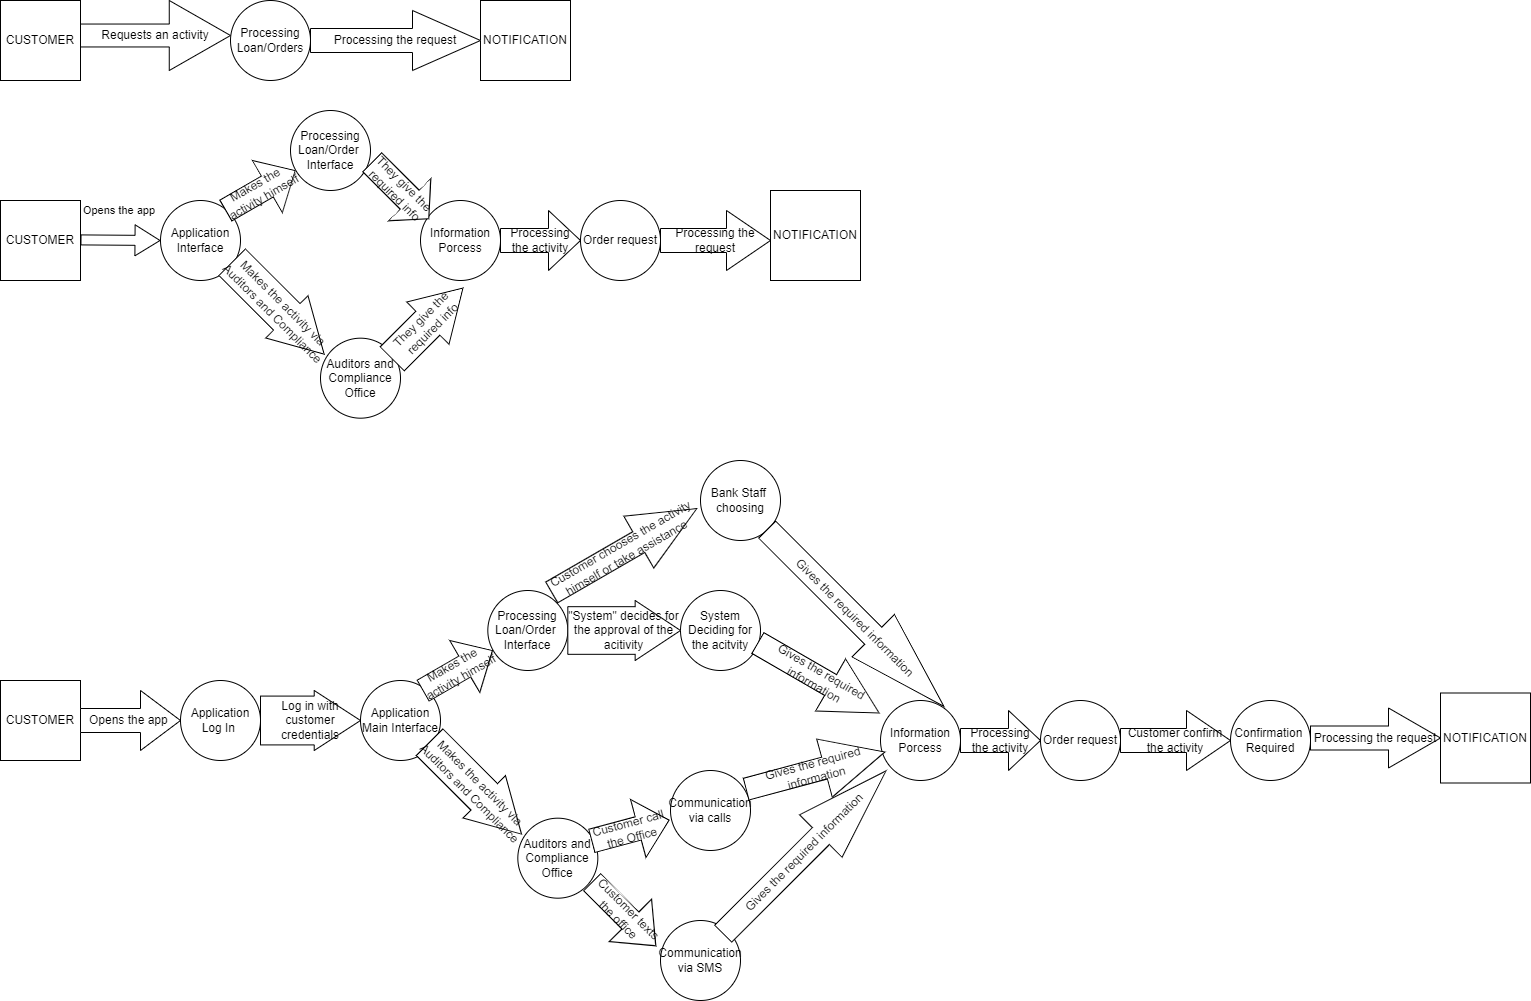 CUSTOMER
Requests an activity
Processing
Loan/Orders
Processing the request
NOTIFICATION
CUSTOMER
Opens the app
Application
Interface
Makes the
activity himself
Processing
Loan/Order
Interface
They give the
required info
Makes the activity via
Auditors and Compliance
Auditors and
Compliance
Office
They give the
required info
Information
Porcess
Processing
the activity
Order request
Processing the
request
NOTIFICATION
CUSTOMER
Opens the app
Application
Log In
Log in with
customer
credentials
Application
Main Interface
Makes the
activity himself
Processing
Loan/Order
Interface
Customer chooses the activity
himself or take assistance
Bank Staff
choosing
Gives the required information
"System" decides for
the approval of the
acitivity
System
Deciding for
the acitvity
Gives the required
information
Makes the activity via
Auditors and Compliance
Auditors and
Compliance
Office
Customer call
the Office
Communication
via calls
Gives the required
information
Customer texts
the office
Communication
via SMS
Gives the required information
Information
Porcess
Processing
the activity
Order request
Customer confirm
the activity
Confirmation
Required
Processing the request
NOTIFICATION